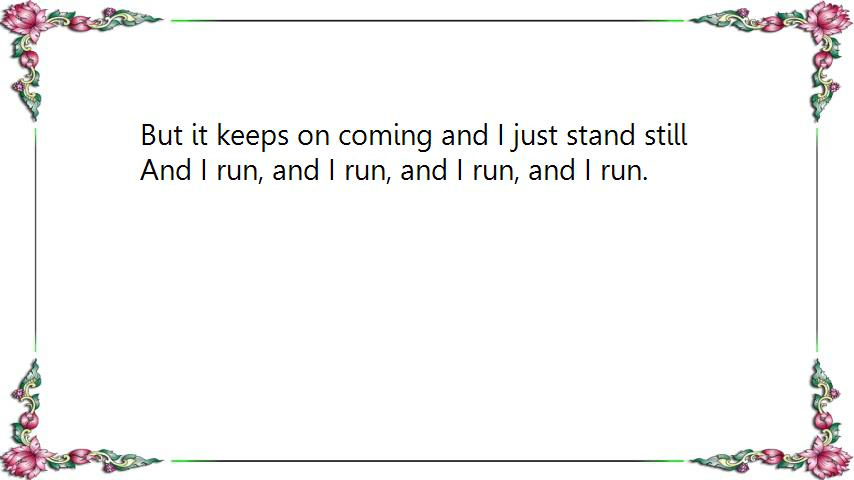 But it keeps on coming and I just stand still
And I run, and I run, and I run, and I run.